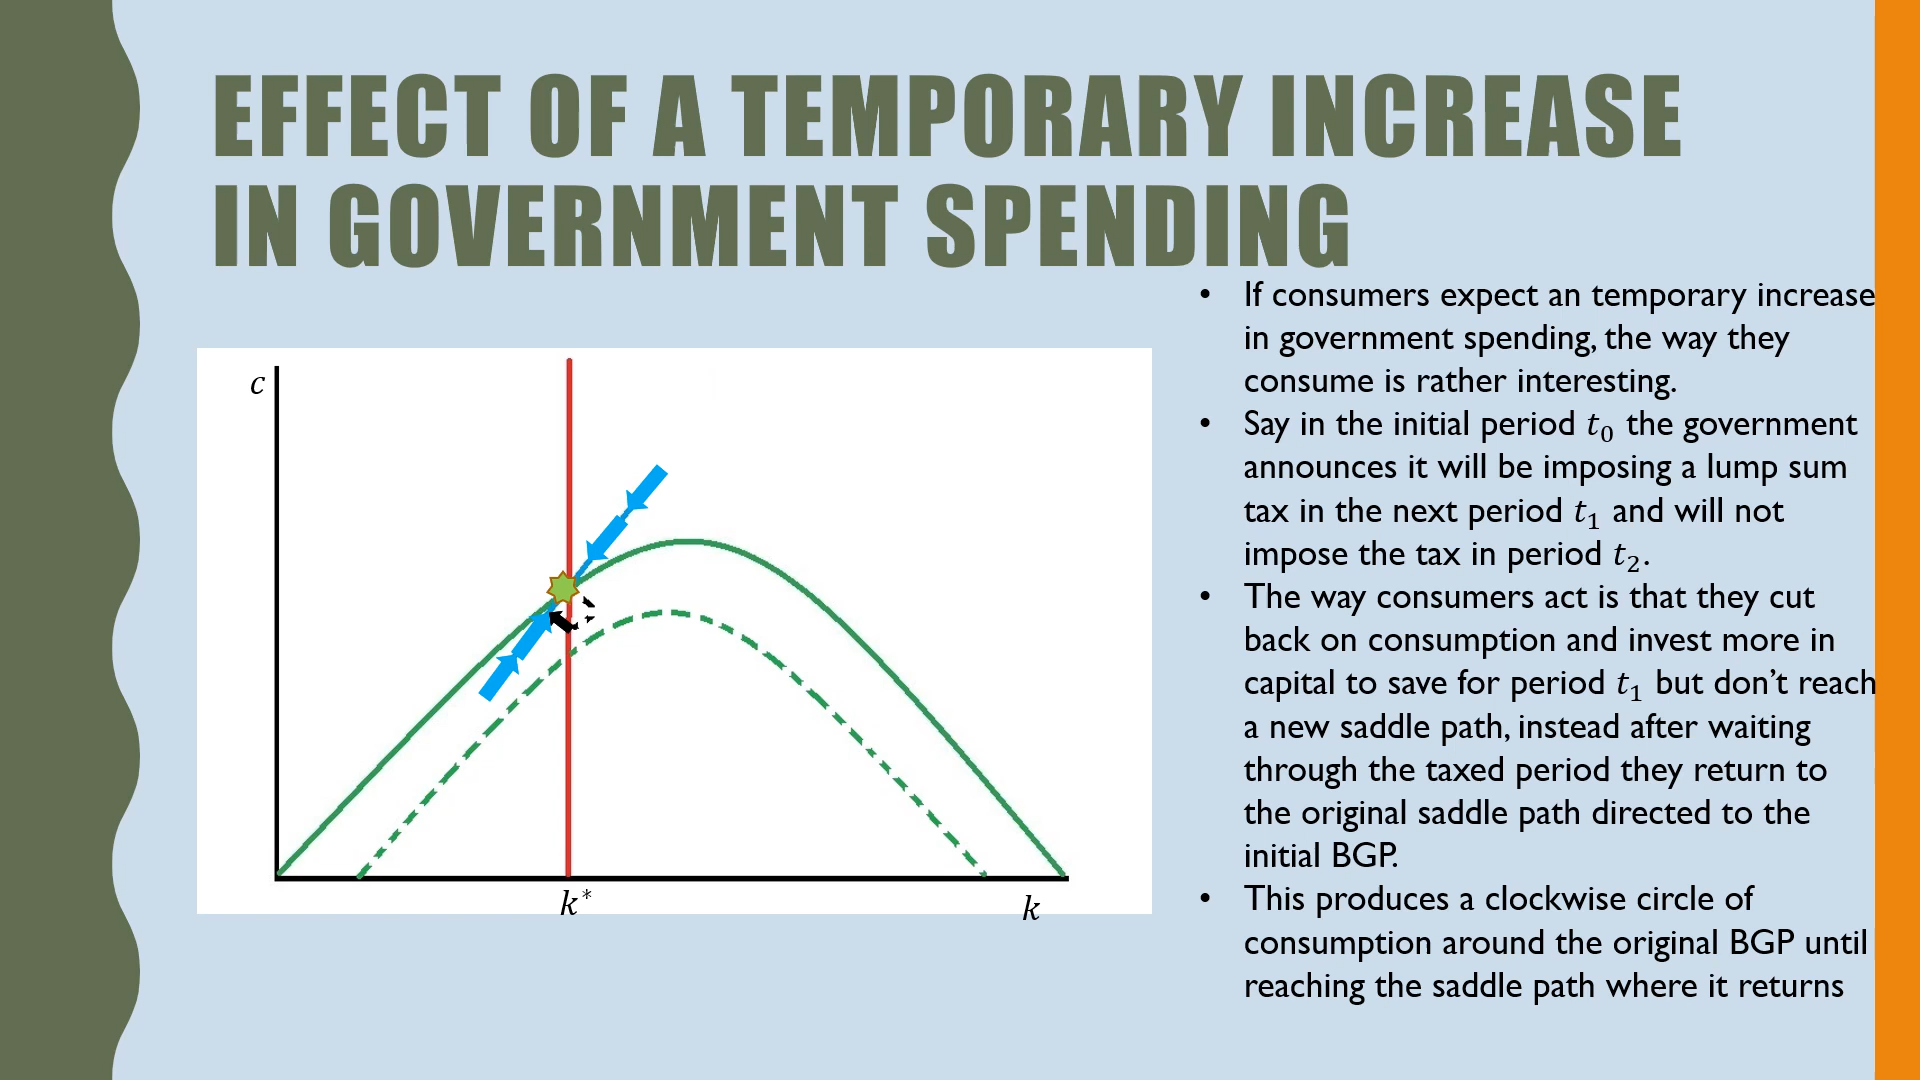 EFFECT OF A TEMPORARY INCREASE
IN GOVERNMENT SPENDING
• If consumers expect an temporary increase
in government spending, the way they
consume is rather interesting.
• Say in the initial period t₀ the government
announces it will be imposing a lump sum
tax in the next period t₁ and will not
impose the tax in period t₂.
• The way consumers act is that they cut
back on consumption and invest more in
capital to save for period t₁ but don’t reach
a new saddle path, instead after waiting
through the taxed period they return to
the original saddle path directed to the
initial BGP.
• This produces a clockwise circle of
consumption around the original BGP until
reaching the saddle path where it returns
c
k*
k